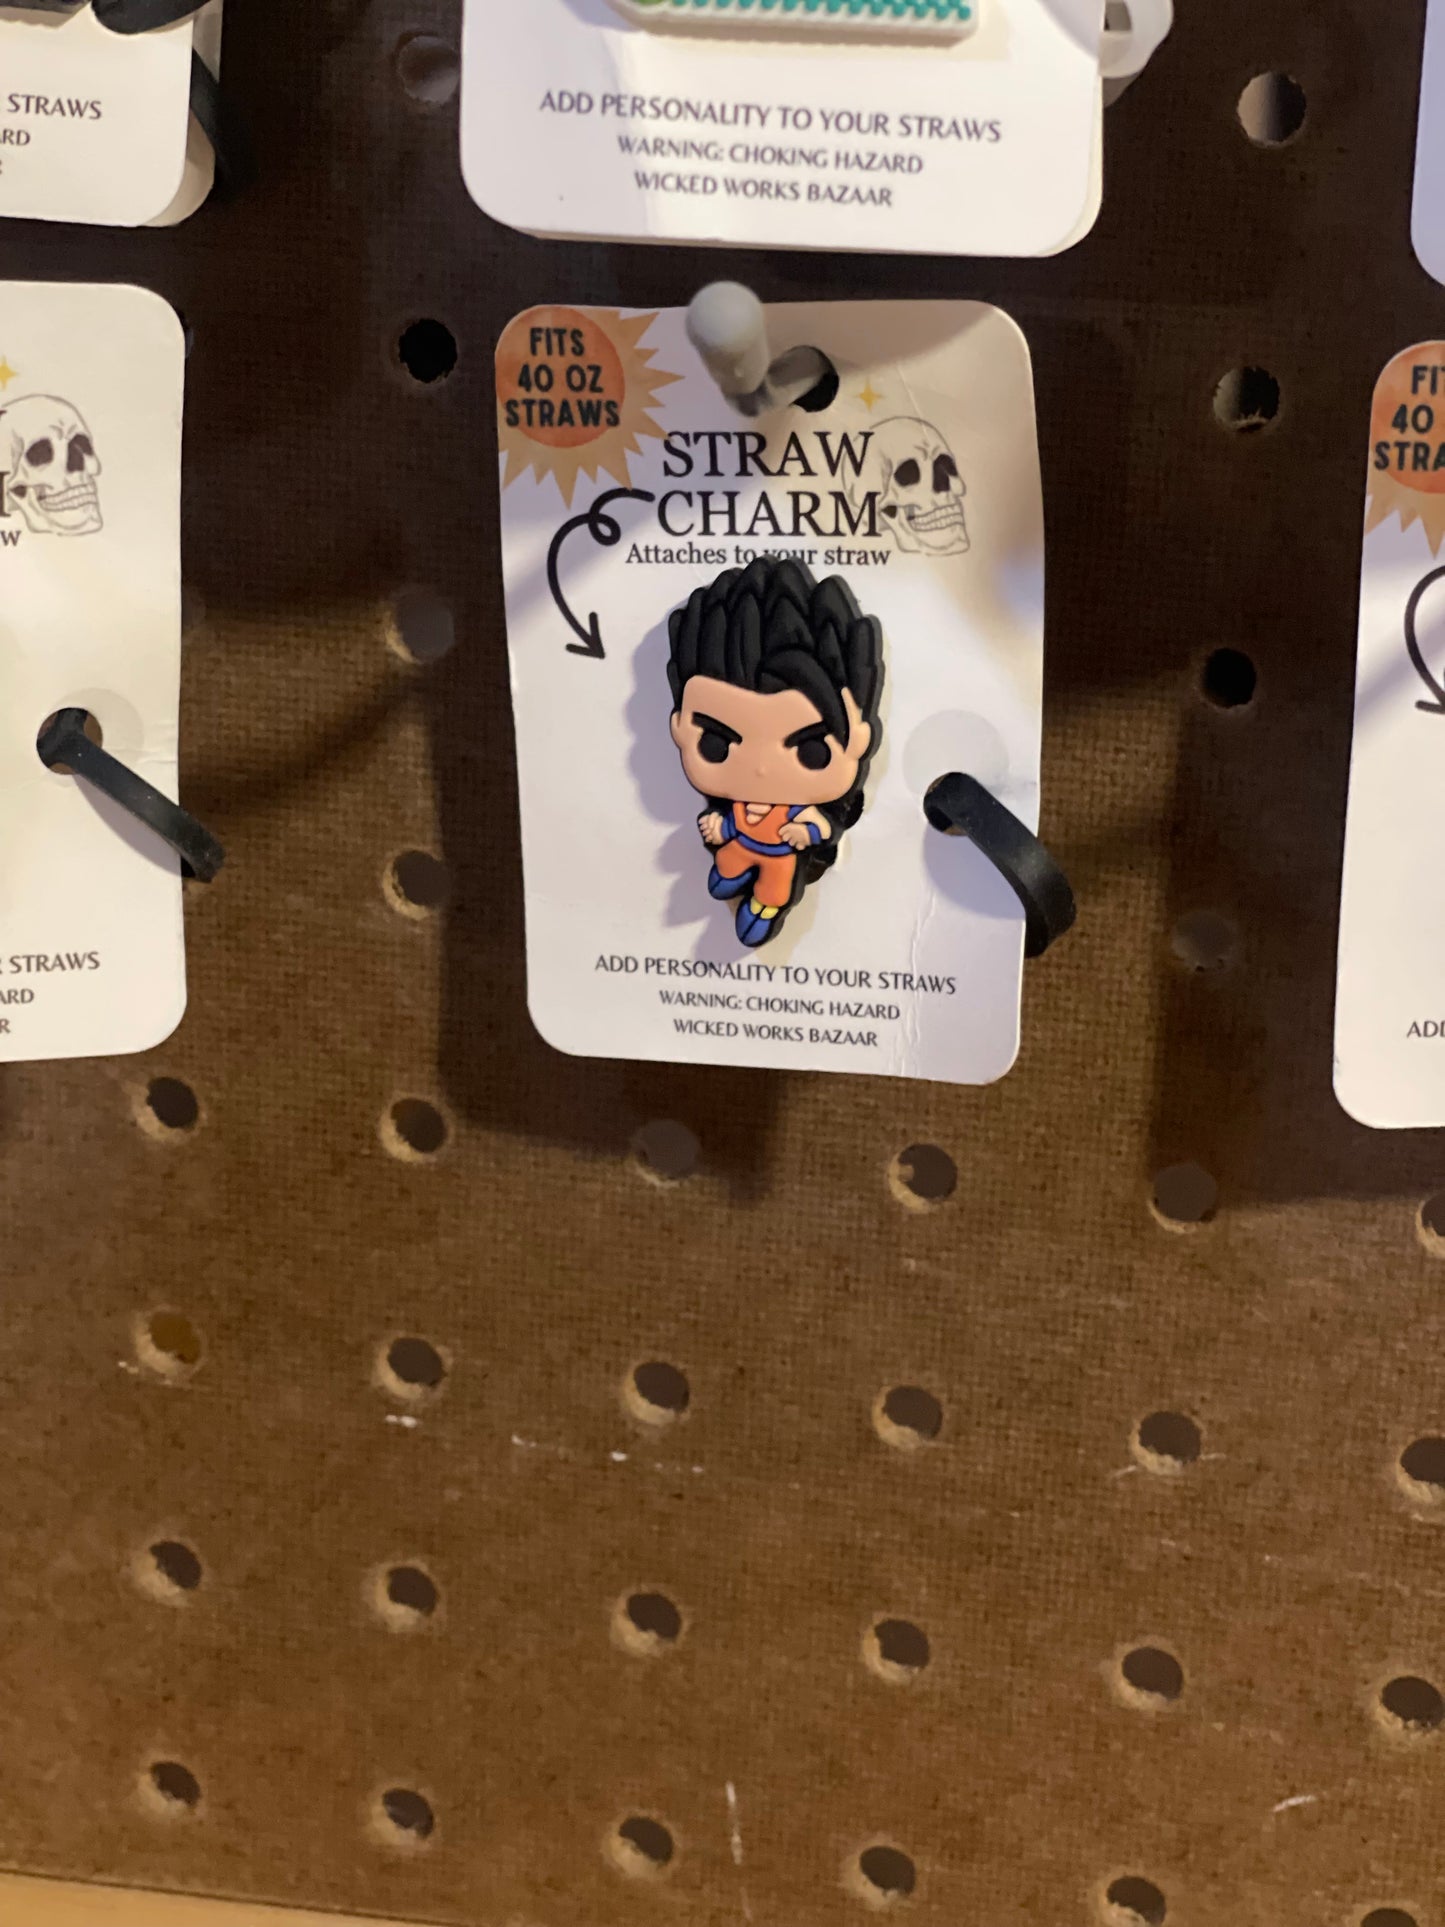 STRAWS
ADD PERSONALITY TO YOUR STRAWS
WARNING: CHOKING HAZARD
WICKED WORKS BAZAAR
FITS
40 OZ
STRAWS
STRAW
CHARM
Attaches to your straw
ADD PERSONALITY TO YOUR STRAWS
WARNING: CHOKING HAZARD
WICKED WORKS BAZAAR
STRAWS
40